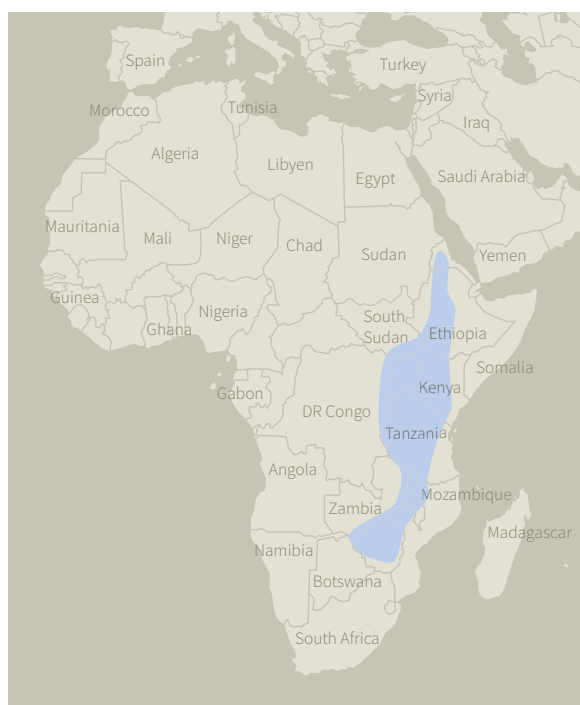 Spain
Turkey
Morocco
Tunisia
Syria
Iraq
Algeria
Libyen
Egypt
Saudi Arabia
Mauritania
Mali
Niger
Chad
Sudan
Yemen
Guinea
Nigeria
Ghana
South
Sudan
Ethiopia
Somalia
Gabon
DR Congo
Kenya
Tanzania
Angola
Zambia
Mozambique
Madagascar
Namibia
Botswana
South Africa